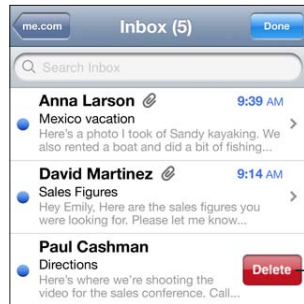 me.com Inbox (5) Done
Search Inbox
Anna Larson 9:39 AM
Mexico vacation
Here's a photo I took of Sandy kayaking. We
also rented a boat and did a bit of fishing...
David Martinez 9:14 AM
Sales Figures
Hey Emily, Here are the sales figures you
were looking for. Please let me know...
Paul Cashman
Directions
Delete
Here's where we're shooting the
video for the sales conference. Call...